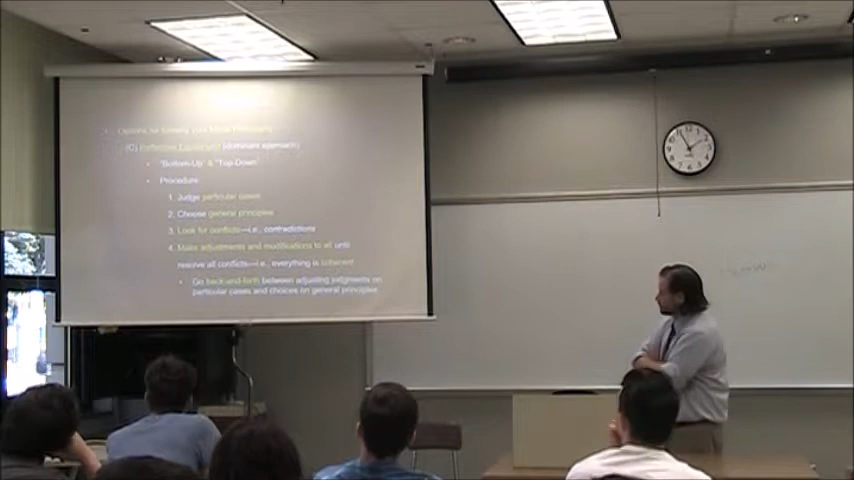 • Options for Building Your Moral Philosophy
(C) Reflective Equilibrium (dominant approach)
• "Bottom-Up" & "Top-Down"
• Procedure:
1. Judge particular cases
2. Choose general principles
3. Look for conflicts—i.e., contradictions
4. Make adjustments and modifications to all until
resolve all conflicts—i.e., everything is coherent
• Go back-and-forth between adjusting judgments on
particular cases and choices on general principles